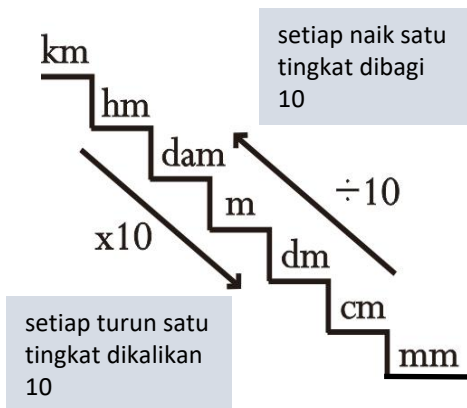 km
setiap naik satu
tingkat dibagi
10
hm
dam
÷10
m
x10
dm
cm
setiap turun satu
tingkat dikalikan
10
mm